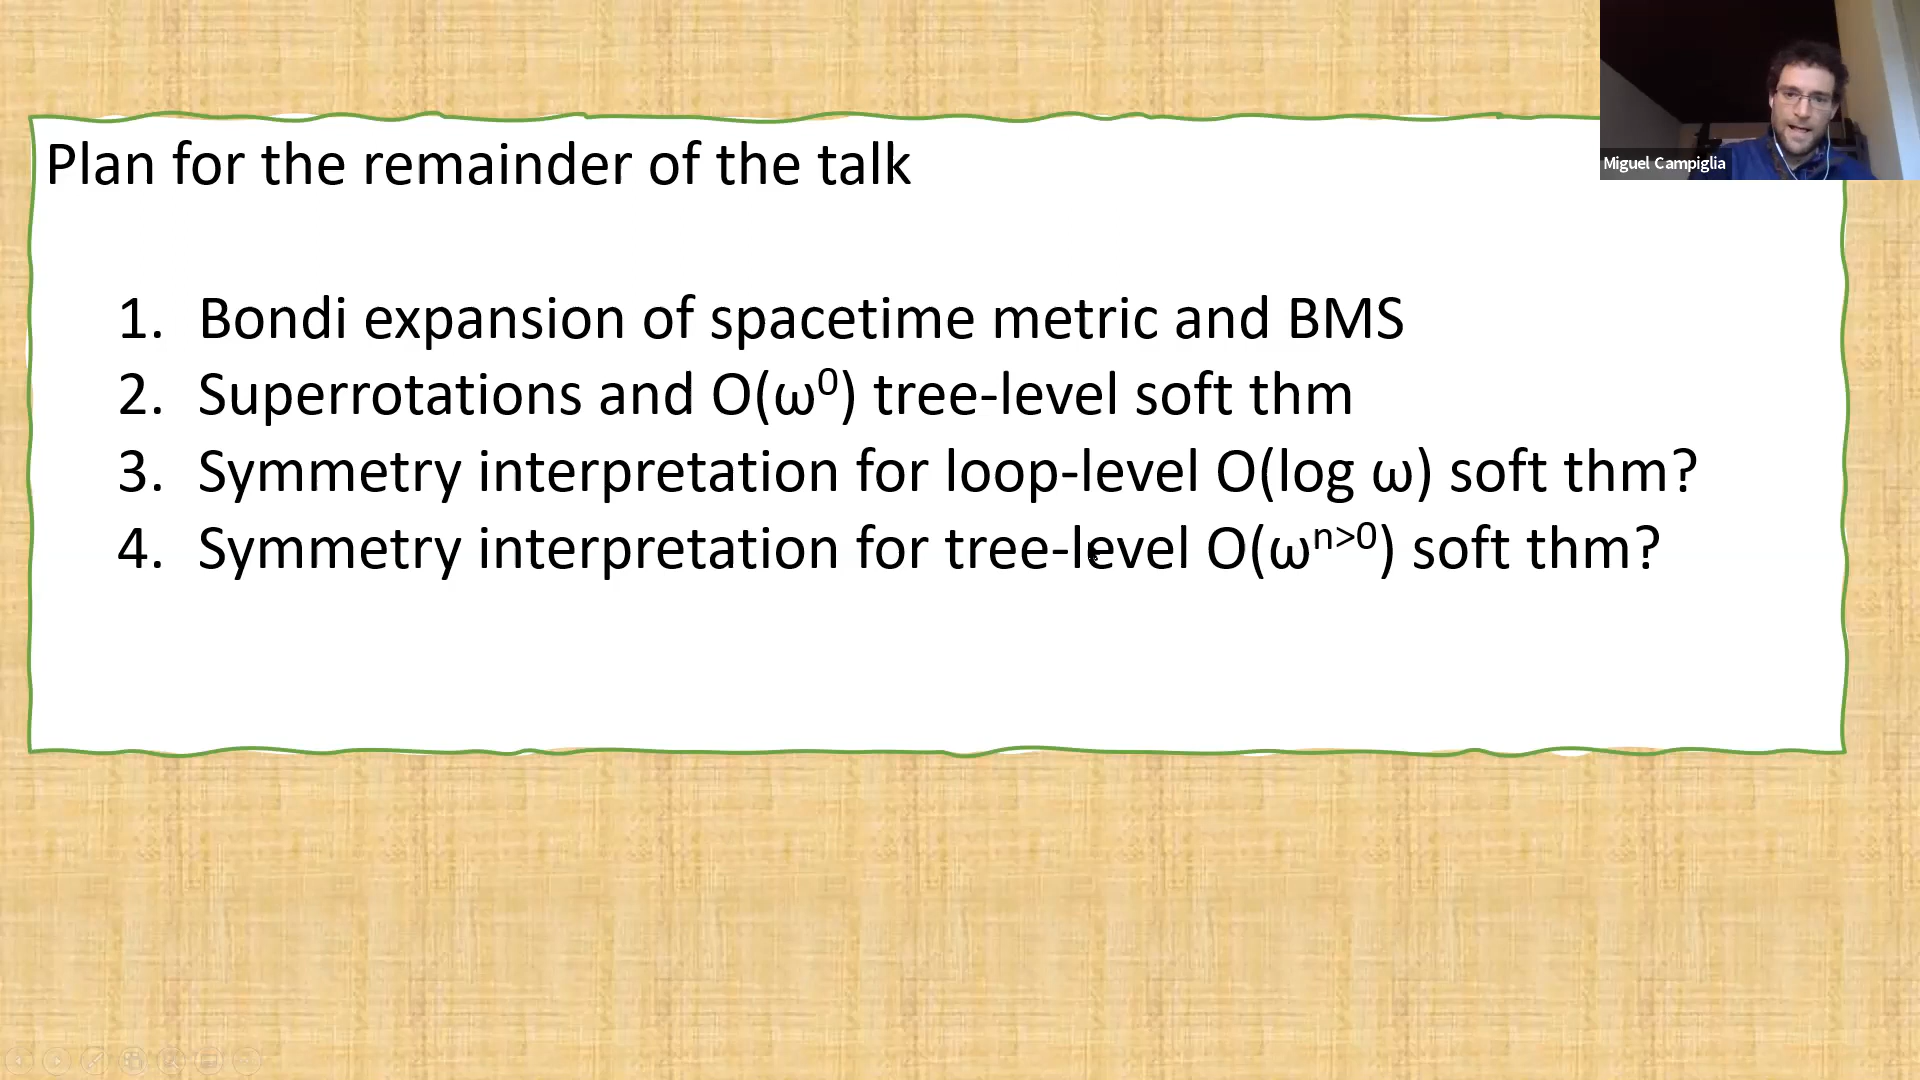 Miguel Campiglia
Plan for the remainder of the talk
1. Bondi expansion of spacetime metric and BMS
2. Superrotations and O(ω⁰) tree-level soft thm
3. Symmetry interpretation for loop-level O(log ω) soft thm?
4. Symmetry interpretation for tree-level O(ωⁿ˃⁰) soft thm?